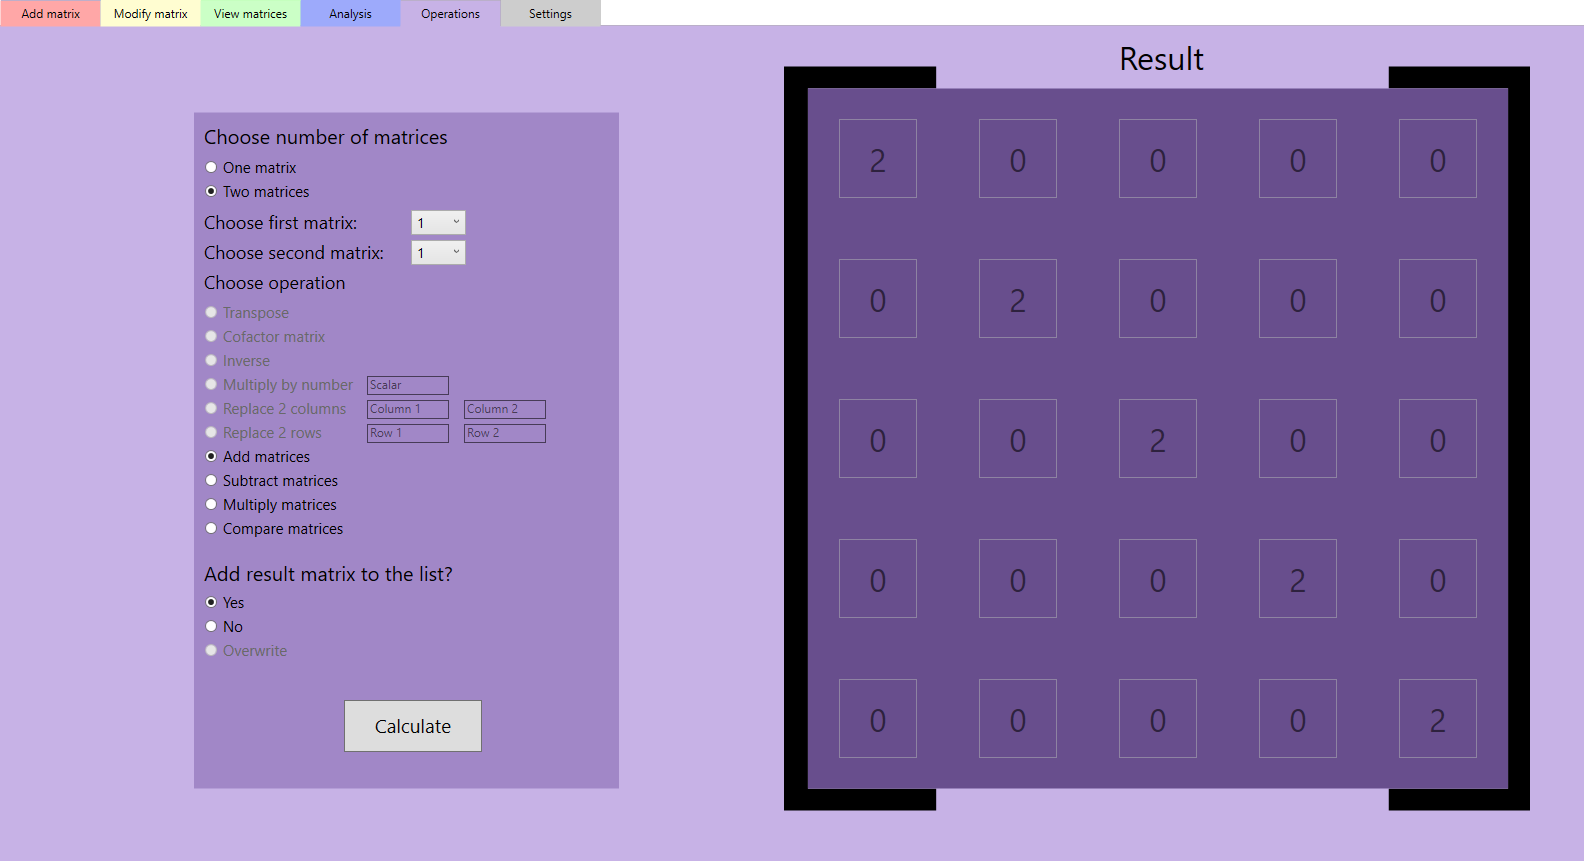 Add matrix Modify matrix View matrices Analysis Operations Settings
Choose number of matrices
One matrix
Two matrices
Choose first matrix: 1
Choose second matrix: 1
Choose operation
Transpose
Cofactor matrix
Inverse
Multiply by number Scalar
Replace 2 columns Column 1 Column 2
Replace 2 rows Row 1 Row 2
Add matrices
Subtract matrices
Multiply matrices
Compare matrices
Add result matrix to the list?
Yes
No
Overwrite
Calculate
Result
2 0 0 0 0
0 2 0 0 0
0 0 2 0 0
0 0 0 2 0
0 0 0 0 2